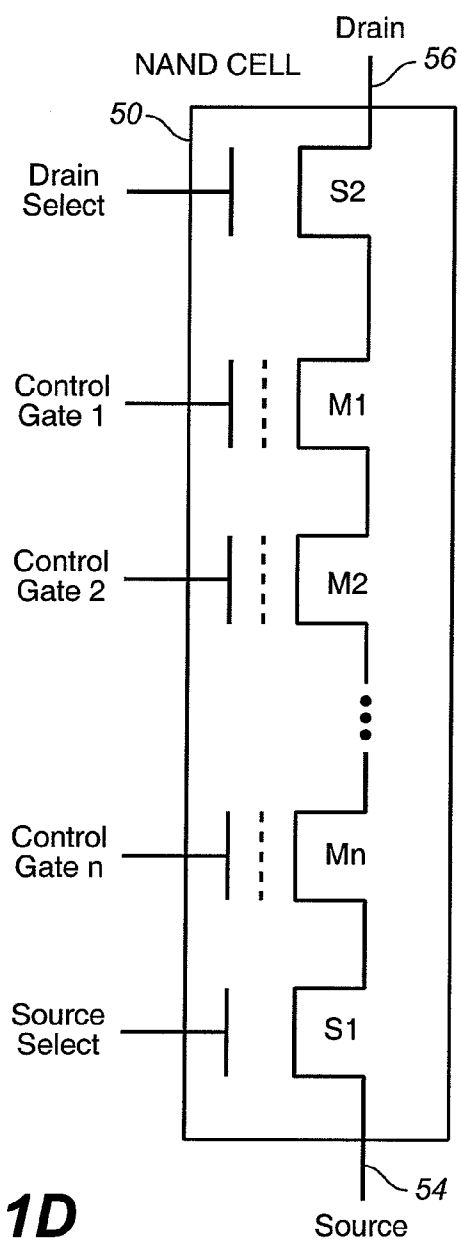 Drain
56
NAND CELL
50
Drain
Select
S2
Control
Gate 1
M1
Control
Gate 2
M2
Control
Gate n
Mn
Source
Select
S1
54
1D
Source